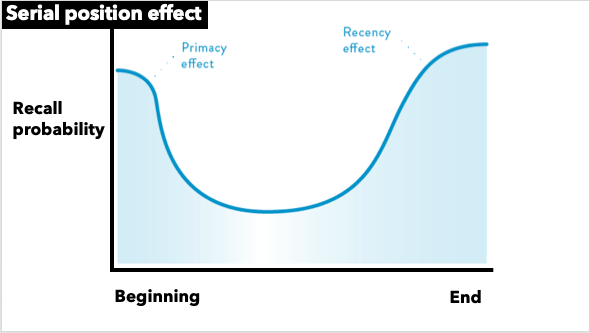 Serial position effect
Primacy
effect
Recency
effect
Recall
probability
Beginning
End